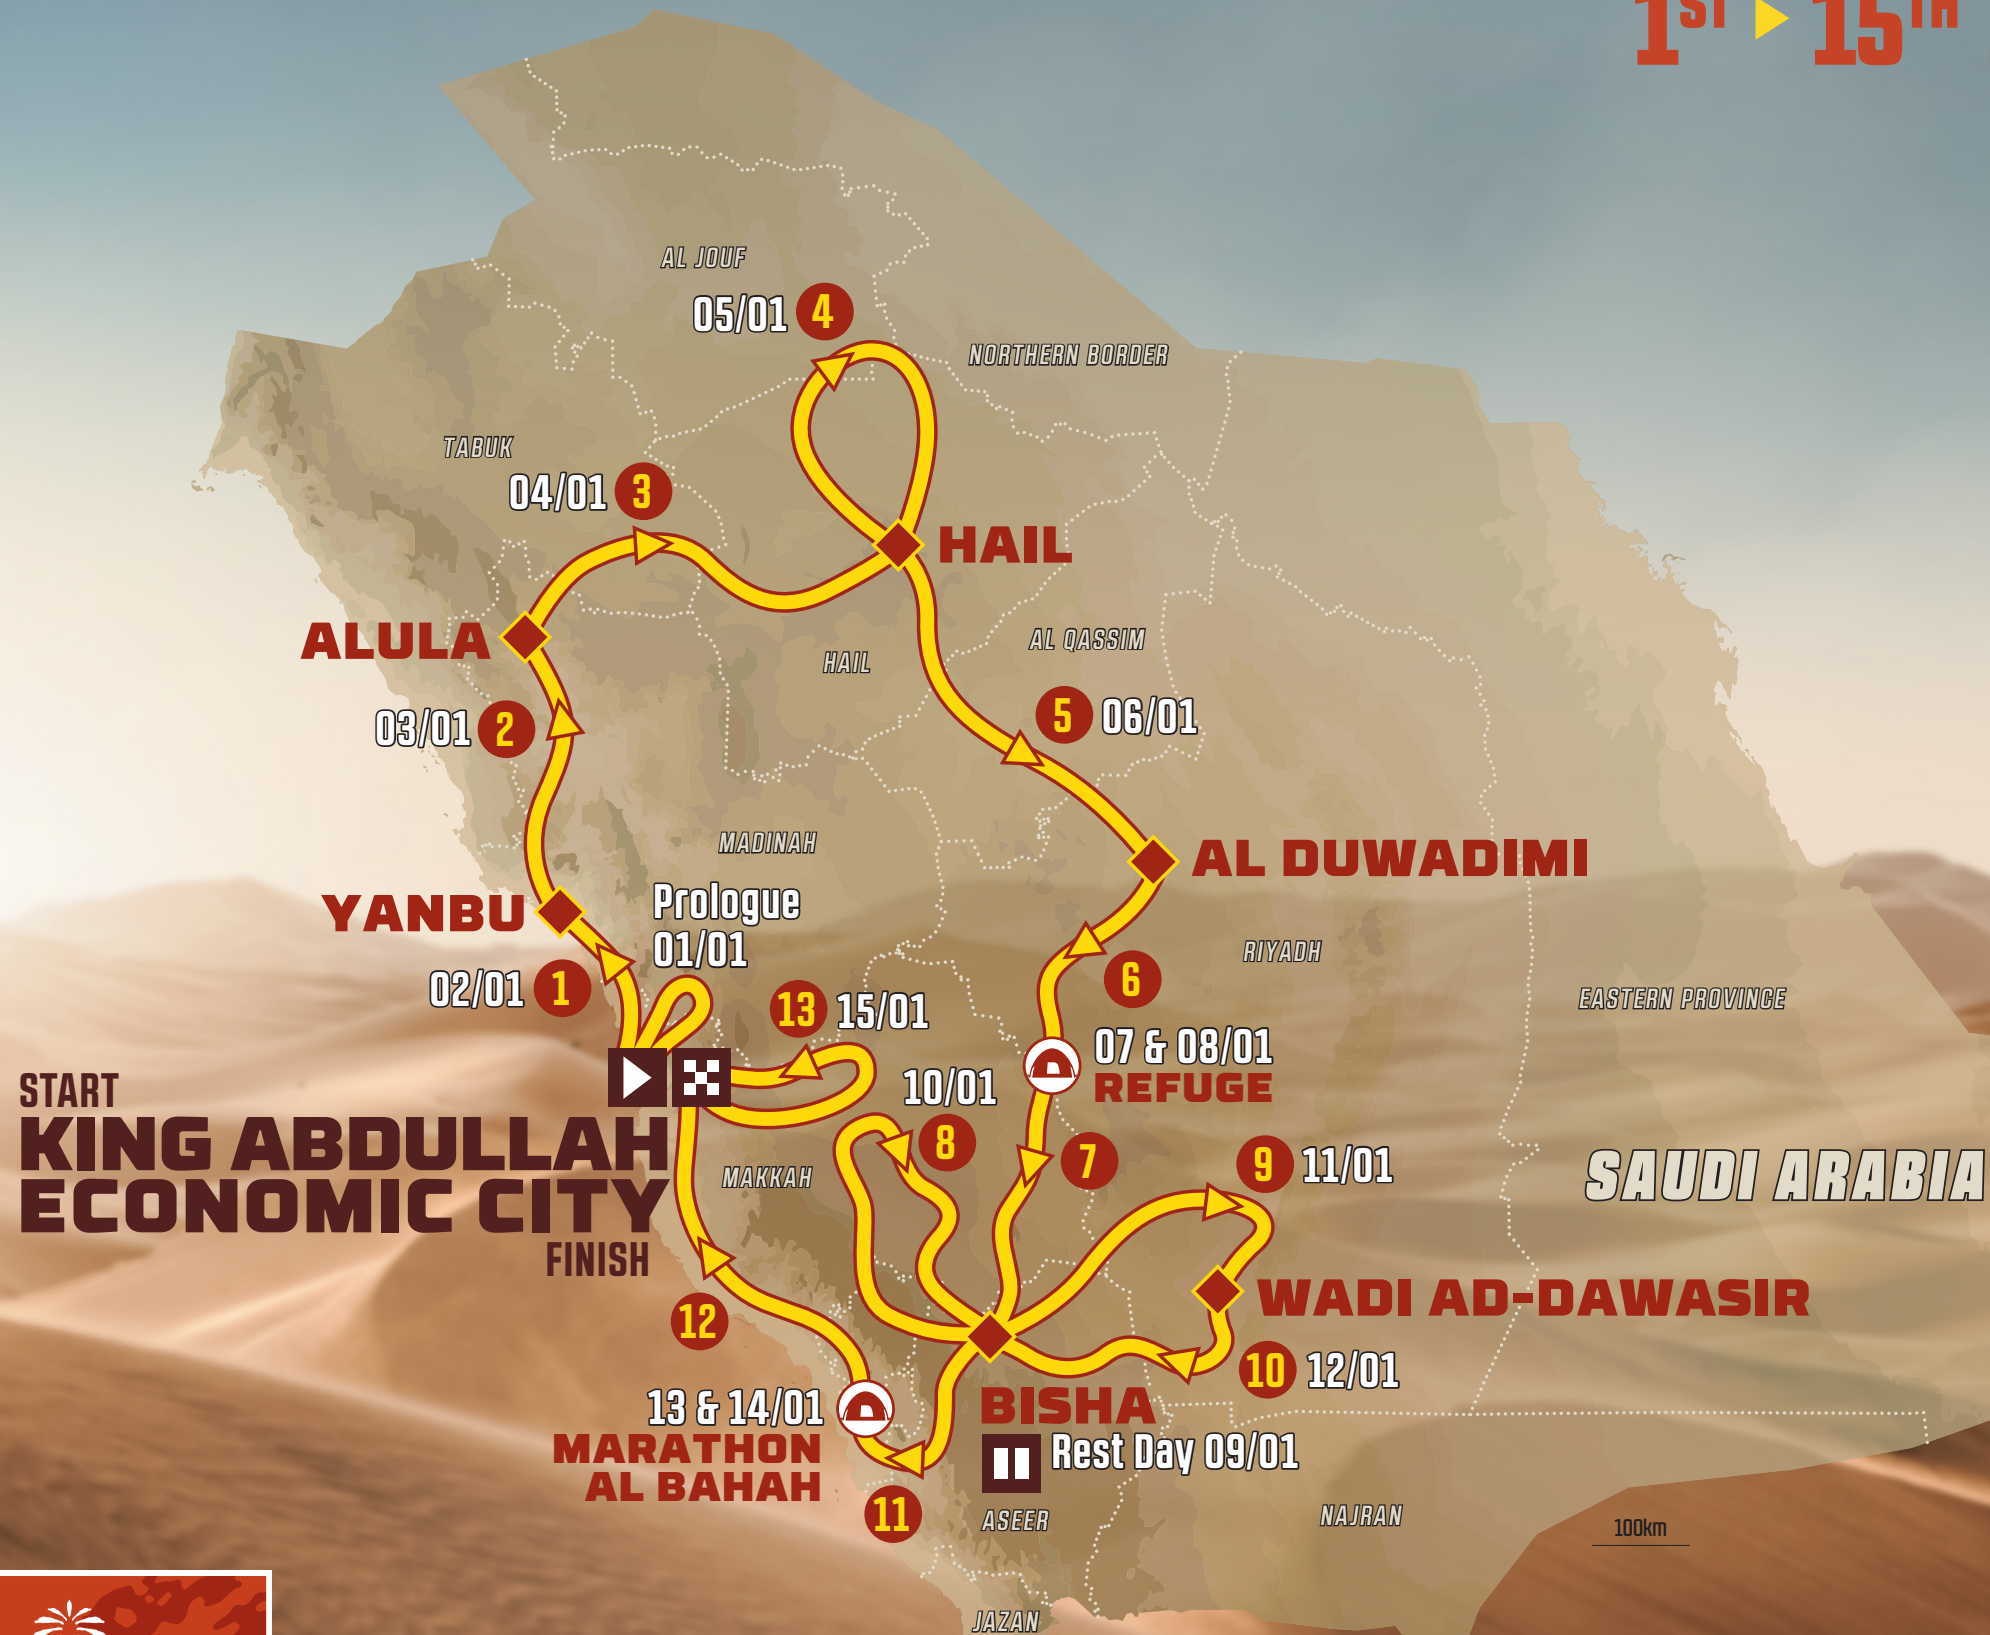 1ST 15TH
AL JOUF
05/01 4
NORTHERN BORDER
TABUK
04/01 3
HAIL
ALULA
AL QASSIM
HAIL
03/01 2
5 06/01
MADINAH
AL DUWADIMI
YANBU
Prologue
01/01
RIYADH
02/01 1
6
EASTERN PROVINCE
13 15/01
07 & 08/01
REFUGE
10/01
8
START
KING ABDULLAH
ECONOMIC CITY
FINISH
7
9 11/01
MAKKAH
SAUDI ARABIA
WADI AD-DAWASIR
12
10 12/01
13 & 14/01
MARATHON
AL BAHAH
BISHA
Rest Day 09/01
11
ASEER
NAJRAN
100km
JAZAN